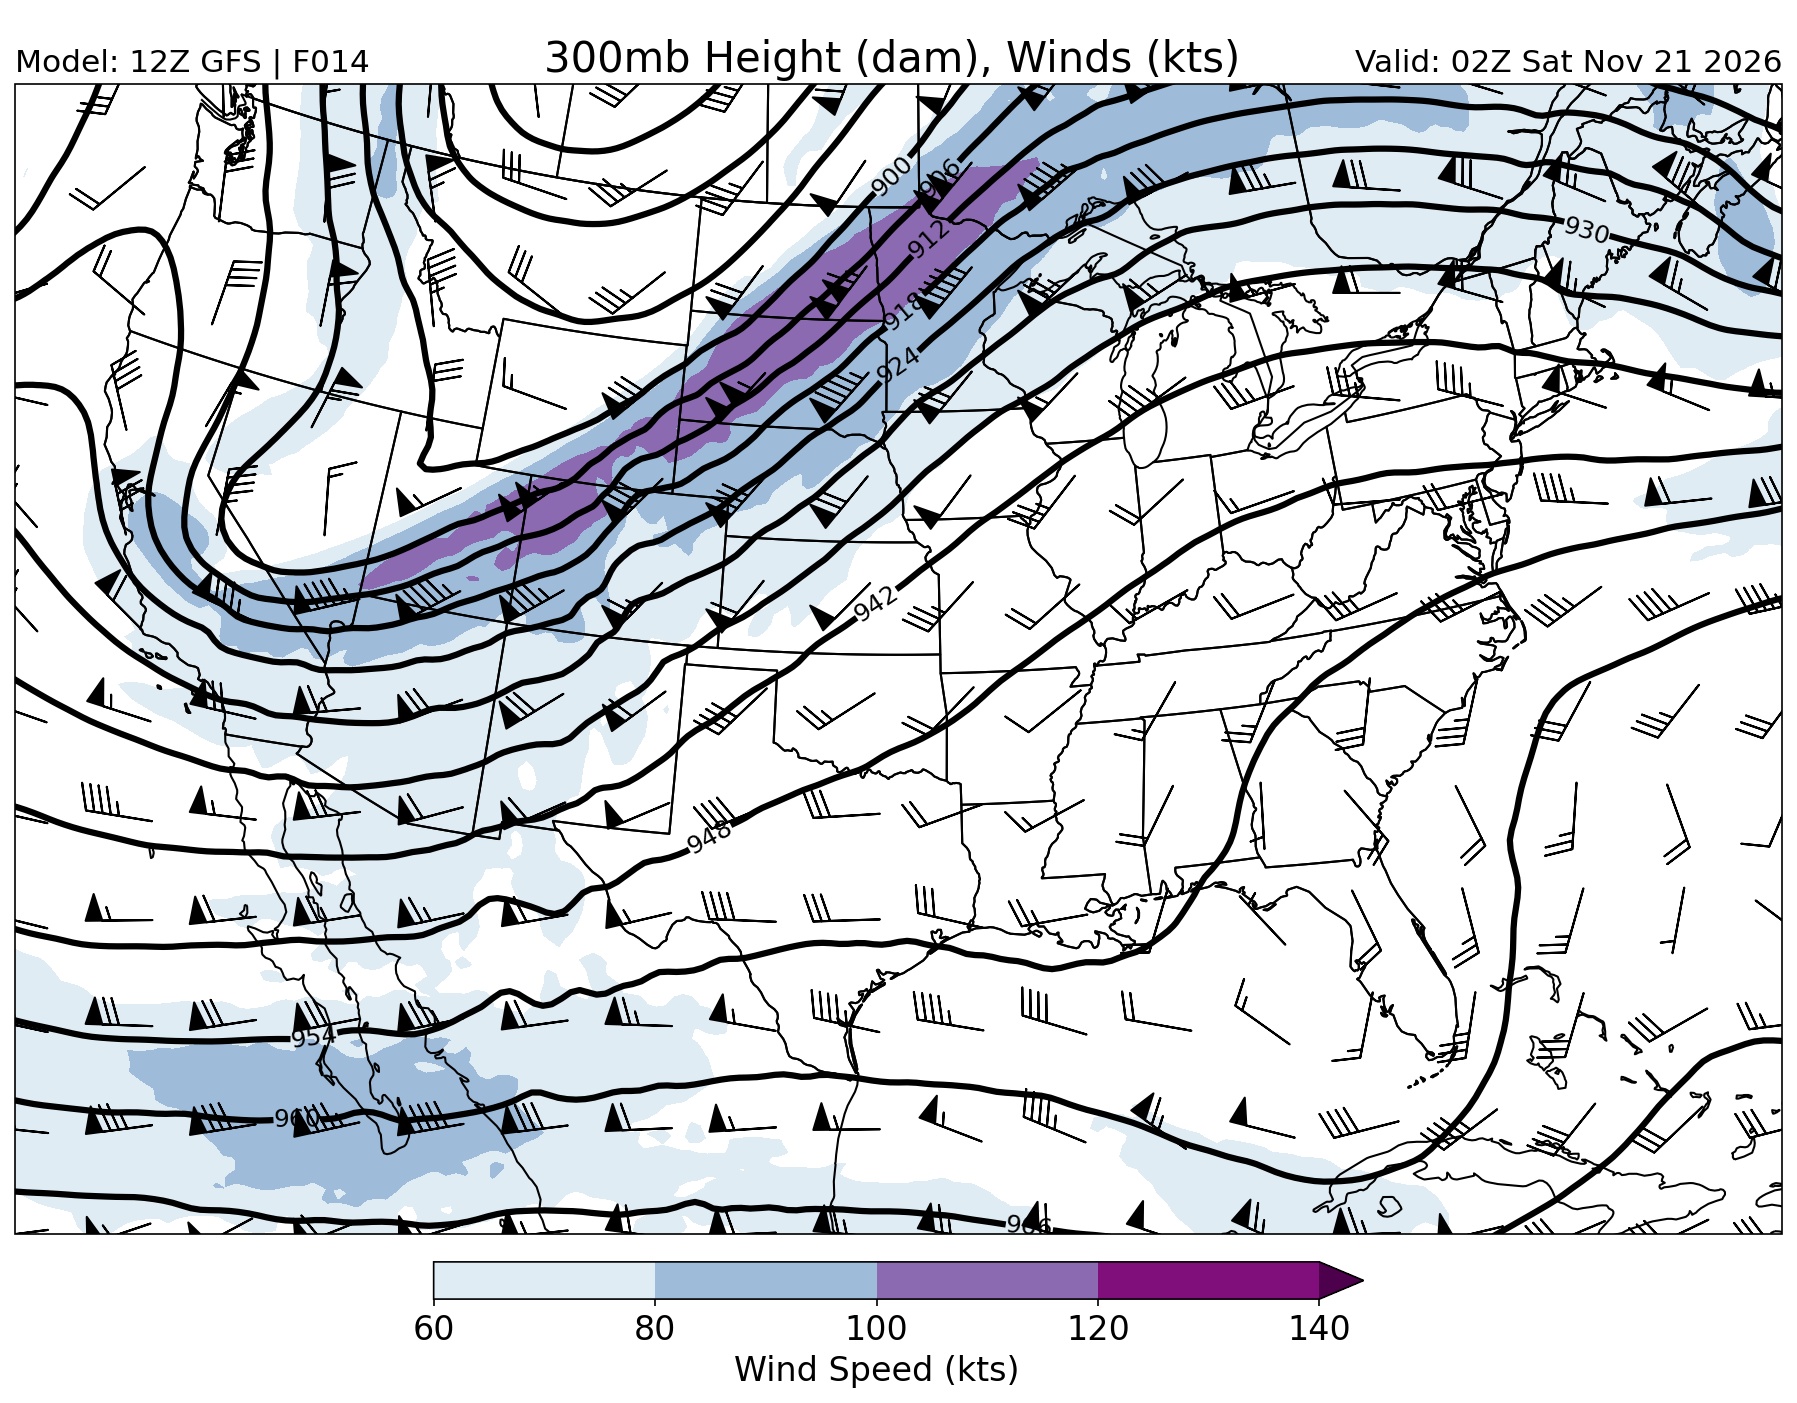 Model: 12Z GFS | F014
300mb Height (dam), Winds (kts)
Valid: 02Z Sat Nov 21 2026
900
906
912
930
918
924
942
948
954
960
966
60 80 100 120 140
Wind Speed (kts)